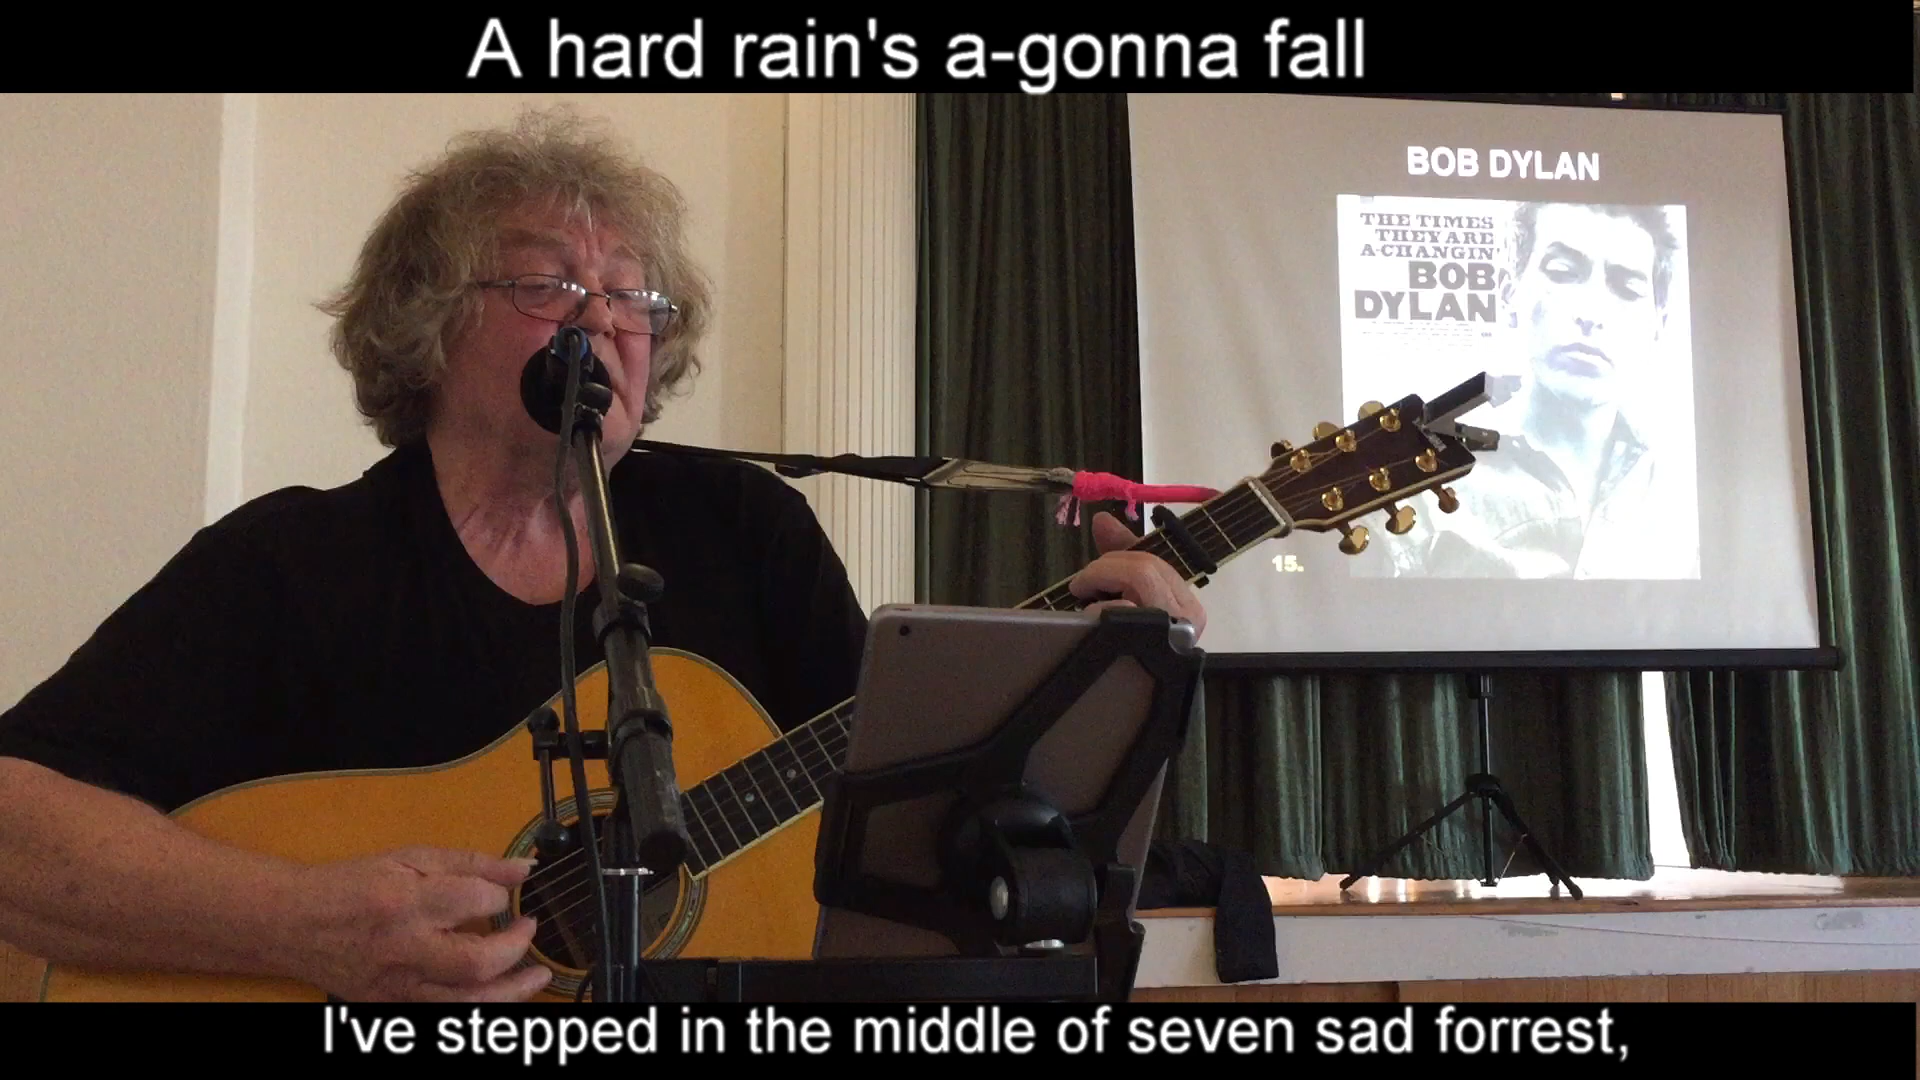 A hard rain's a-gonna fall
BOB DYLAN
THE TIMES
THEY ARE
A-CHANGIN'
BOB
DYLAN
15.
I've stepped in the middle of seven sad forrest,